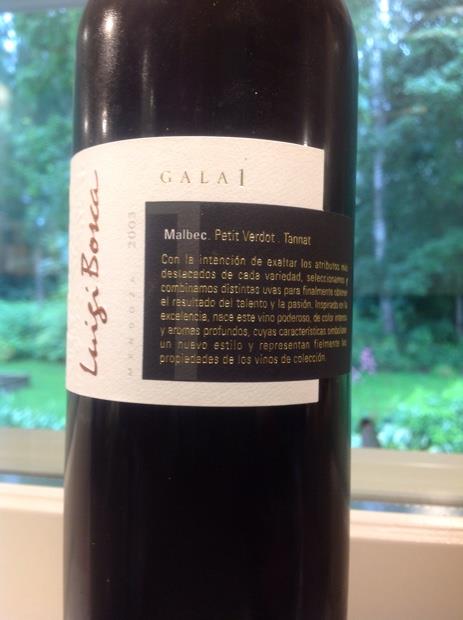 GALA 1
Luigi Bosca
MENDOZA 2003
Malbec. Petit Verdot. Tannat
Con la intención de exaltar los atributos más
destacados de cada variedad, seleccionamos y
combinamos distintas uvas para finalmente obtener
el resultado del talento y la pasión. Inspirado en la
excelencia, nace este vino poderoso, de color intenso
y aromas profundos, cuyas características simbolizan
un nuevo estilo y representan fielmente las
propiedades de los vinos de colección.